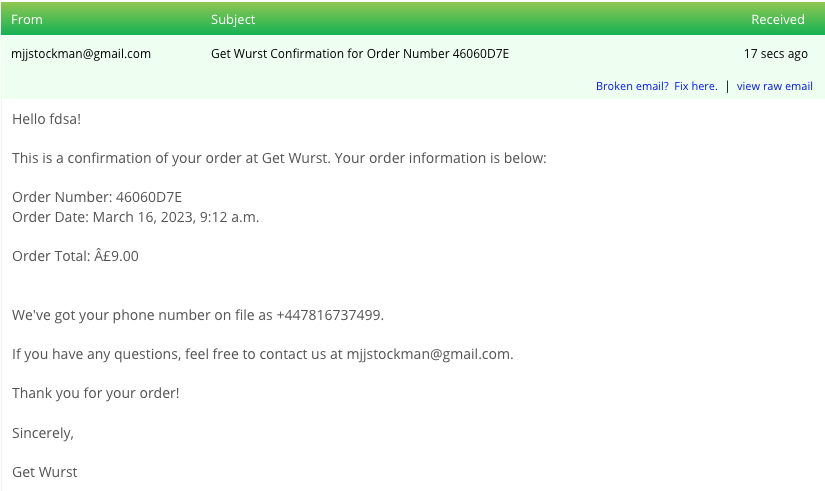 From Subject Received
mjjstockman@gmail.com Get Wurst Confirmation for Order Number 46060D7E 17 secs ago
Broken email? Fix here. | view raw email
Hello fdsa!
This is a confirmation of your order at Get Wurst. Your order information is below:
Order Number: 46060D7E
Order Date: March 16, 2023, 9:12 a.m.
Order Total: Â£9.00
We've got your phone number on file as +447816737499.
If you have any questions, feel free to contact us at mjjstockman@gmail.com.
Thank you for your order!
Sincerely,
Get Wurst